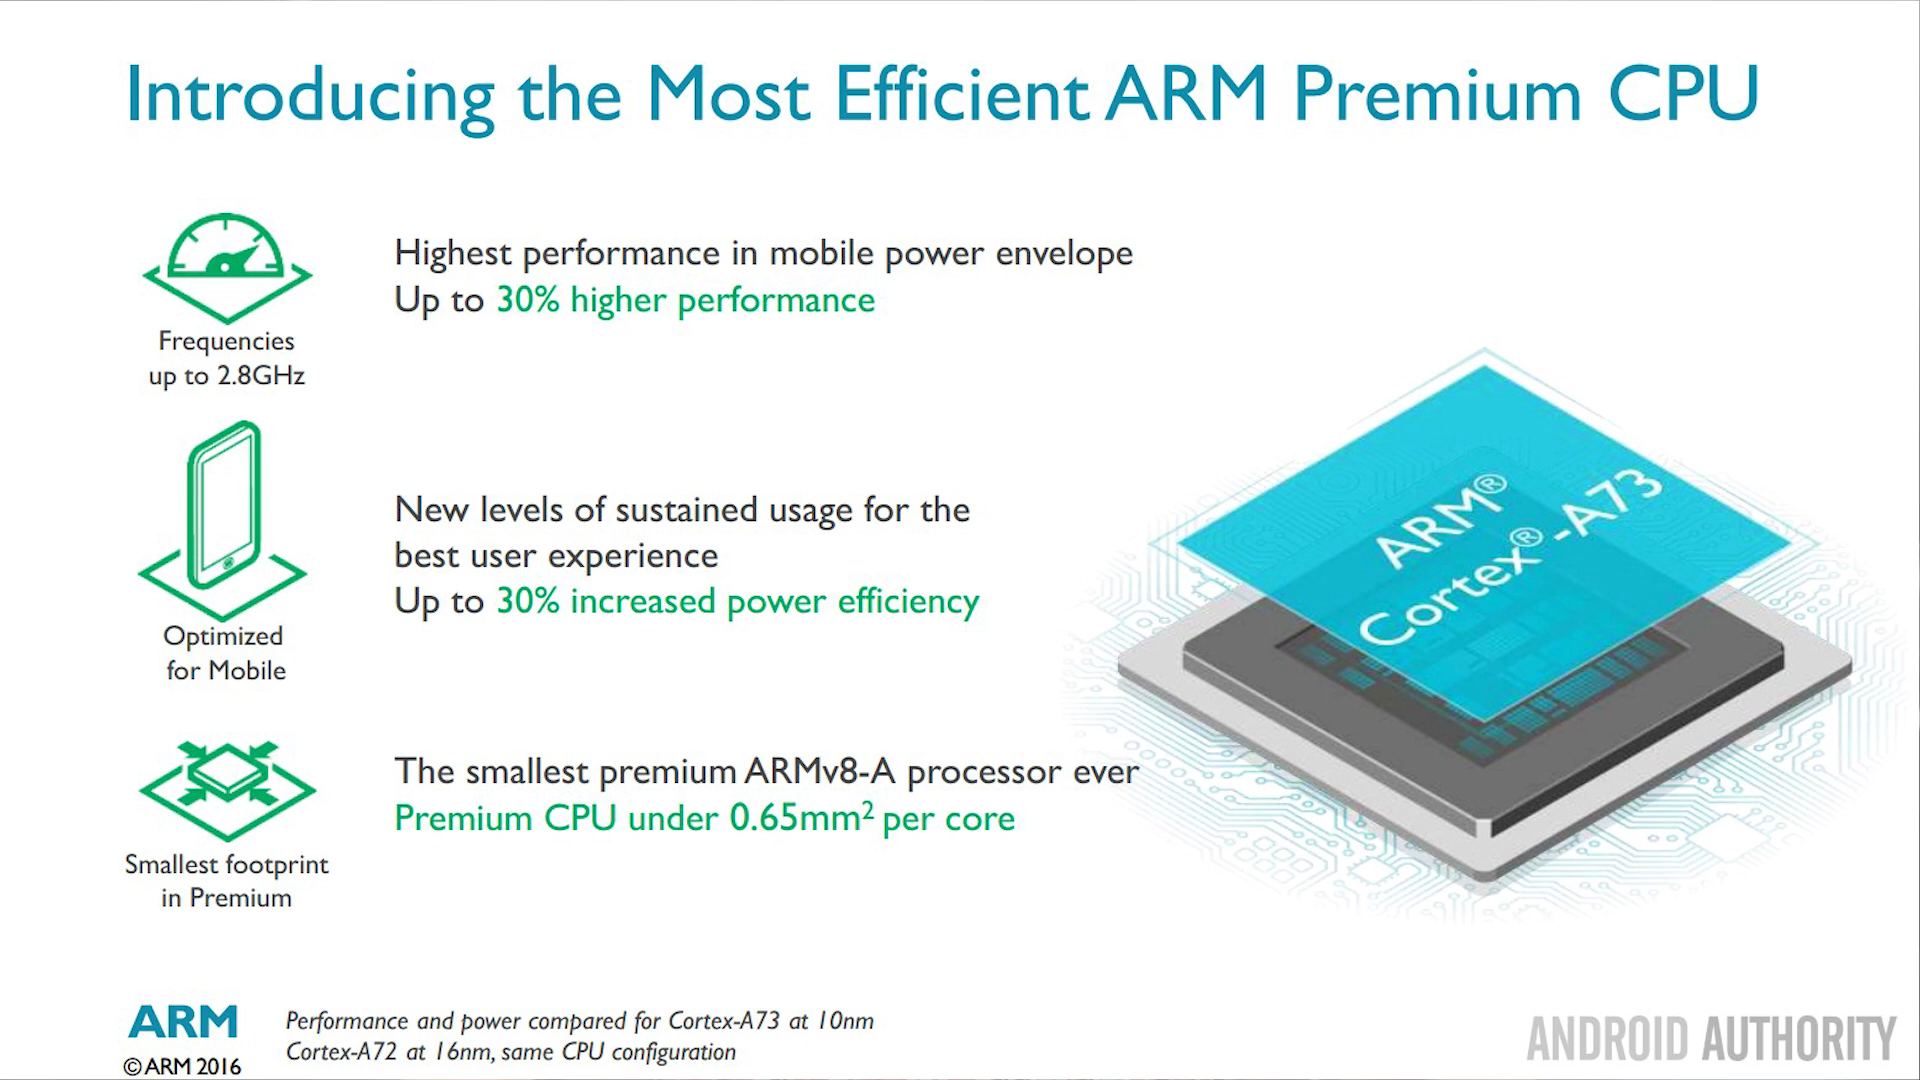 Introducing the Most Efficient ARM Premium CPU
Frequencies
up to 2.8GHz
Highest performance in mobile power envelope
Up to 30% higher performance
Optimized
for Mobile
New levels of sustained usage for the
best user experience
Up to 30% increased power efficiency
Smallest footprint
in Premium
The smallest premium ARMv8-A processor ever
Premium CPU under 0.65mm² per core
ARM®
Cortex®-A73
ARM
© ARM 2016
Performance and power compared for Cortex-A73 at 10nm
Cortex-A72 at 16nm, same CPU configuration
ANDROID AUTHORITY